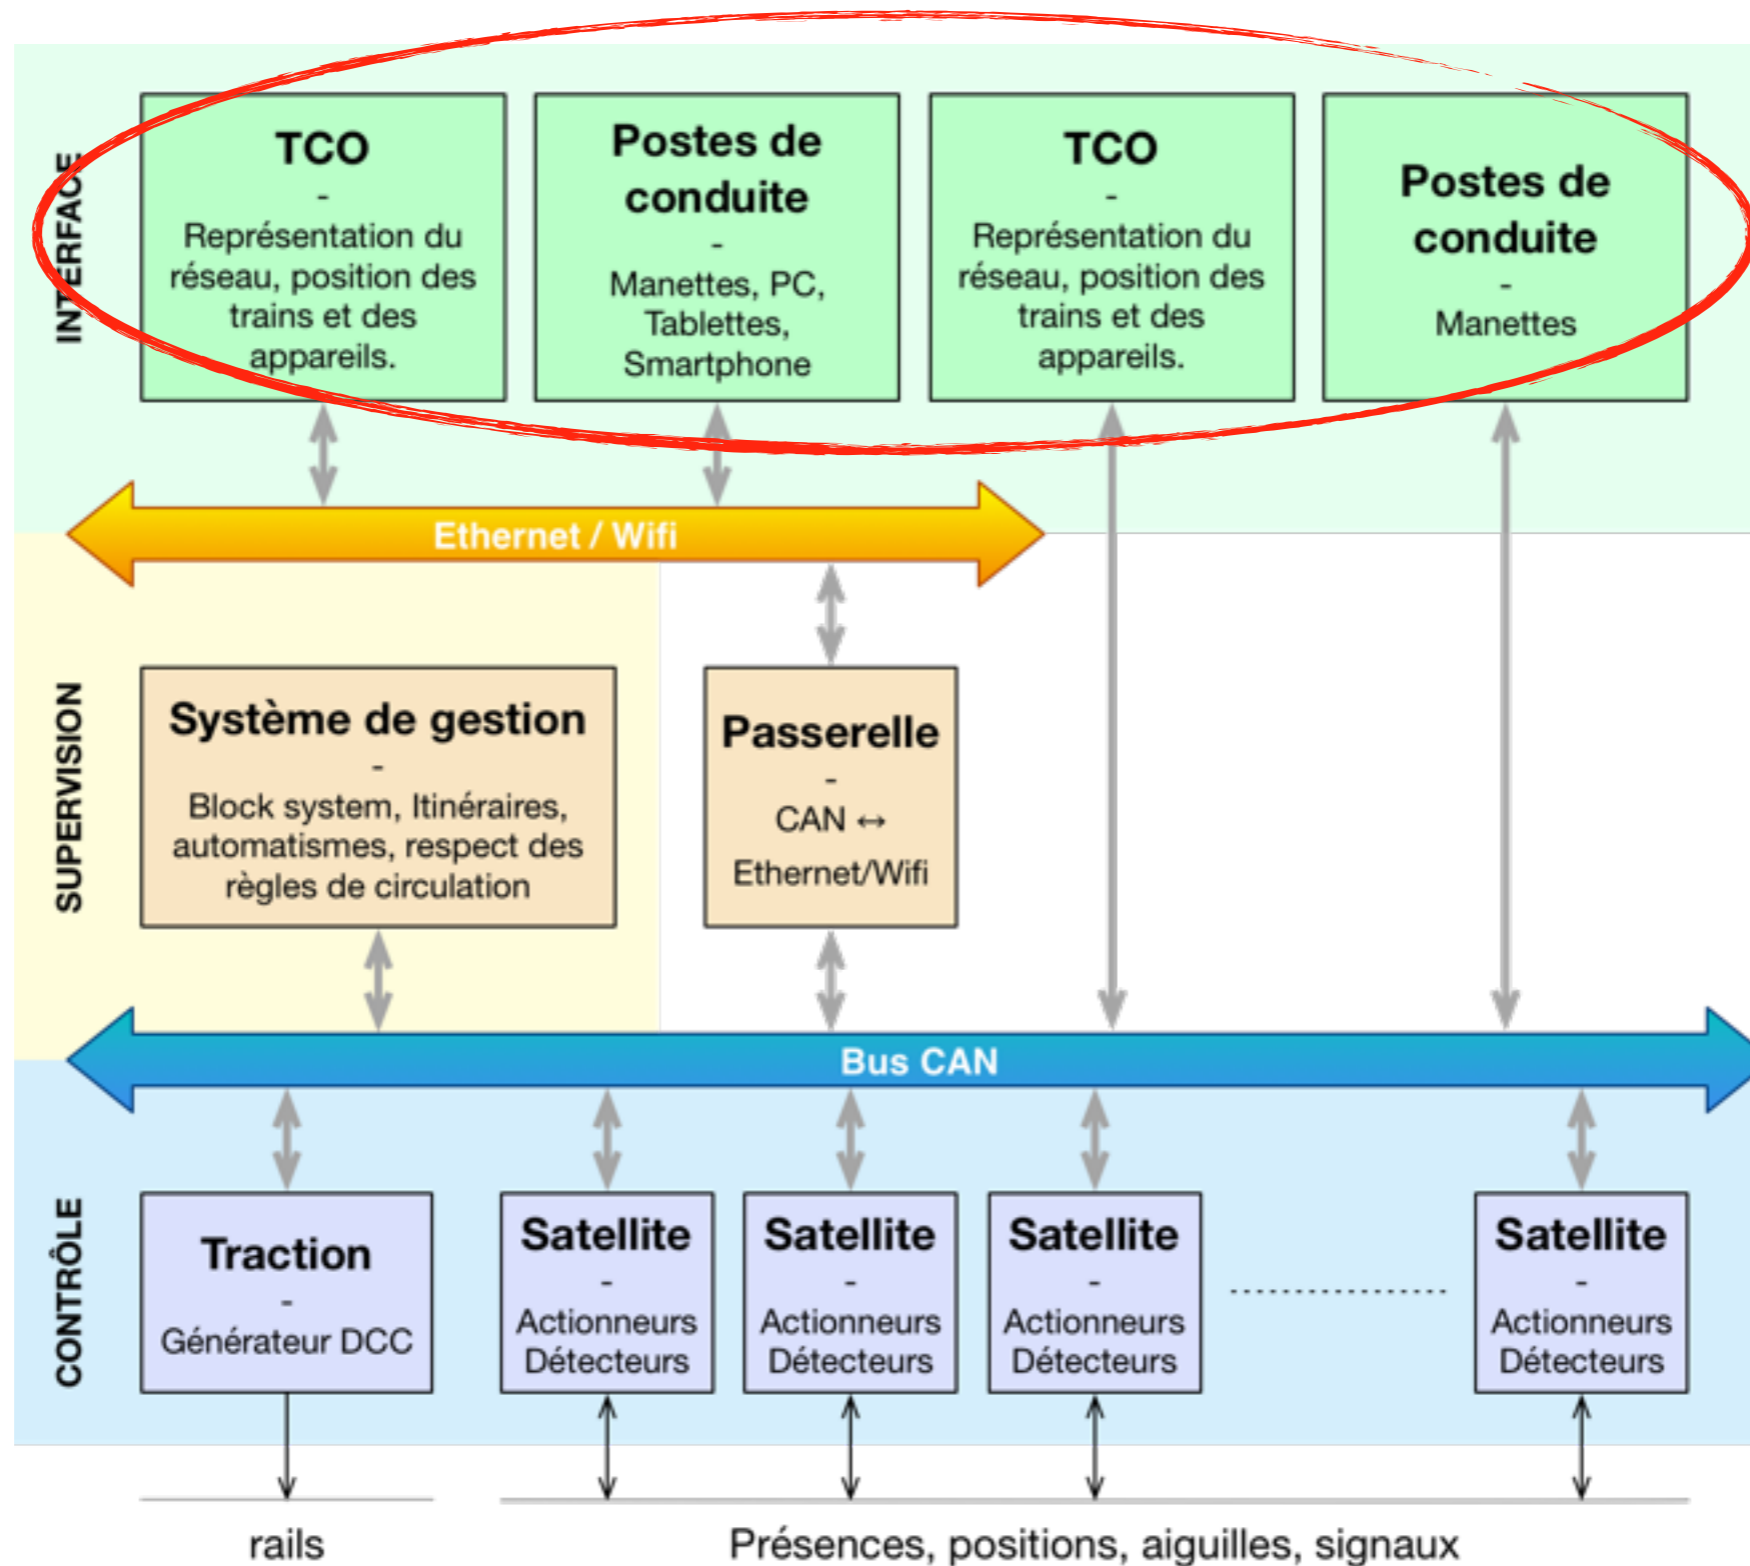 INTERFACE
TCO
-
Représentation du
réseau, position des
trains et des
appareils.
Postes de
conduite
-
Manettes, PC,
Tablettes,
Smartphone
TCO
-
Représentation du
réseau, position des
trains et des
appareils.
Postes de
conduite
-
Manettes
Ethernet / Wifi
SUPERVISION
Système de gestion
-
Block system, Itinéraires,
automatismes, respect des
règles de circulation
Passerelle
-
CAN ↔
Ethernet/Wifi
Bus CAN
CONTRÔLE
Traction
-
Générateur DCC
Satellite
-
Actionneurs
Détecteurs
Satellite
-
Actionneurs
Détecteurs
Satellite
-
Actionneurs
Détecteurs
Satellite
-
Actionneurs
Détecteurs
rails
Présences, positions, aiguilles, signaux